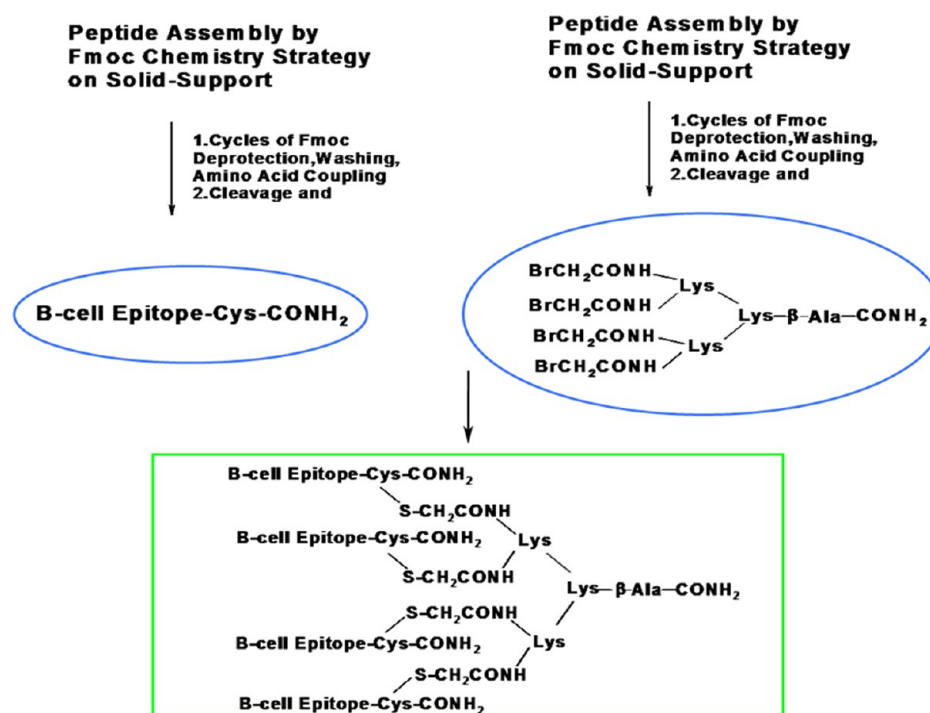 Peptide Assembly by
Fmoc Chemistry Strategy
on Solid-Support
1.Cycles of Fmoc
Deprotection,Washing,
Amino Acid Coupling
2.Cleavage and
B-cell Epitope-Cys-CONH₂
Peptide Assembly by
Fmoc Chemistry Strategy
on Solid-Support
1.Cycles of Fmoc
Deprotection,Washing,
Amino Acid Coupling
2.Cleavage and
BrCH₂CONH
Lys
BrCH₂CONH
Lys–β–Ala–CONH₂
BrCH₂CONH
Lys
BrCH₂CONH
B-cell Epitope-Cys-CONH₂
S-CH₂CONH
B-cell Epitope-Cys-CONH₂
Lys
S-CH₂CONH
Lys–β-Ala–CONH₂
S-CH₂CONH
B-cell Epitope-Cys-CONH₂
Lys
S-CH₂CONH
B-cell Epitope-Cys-CONH₂